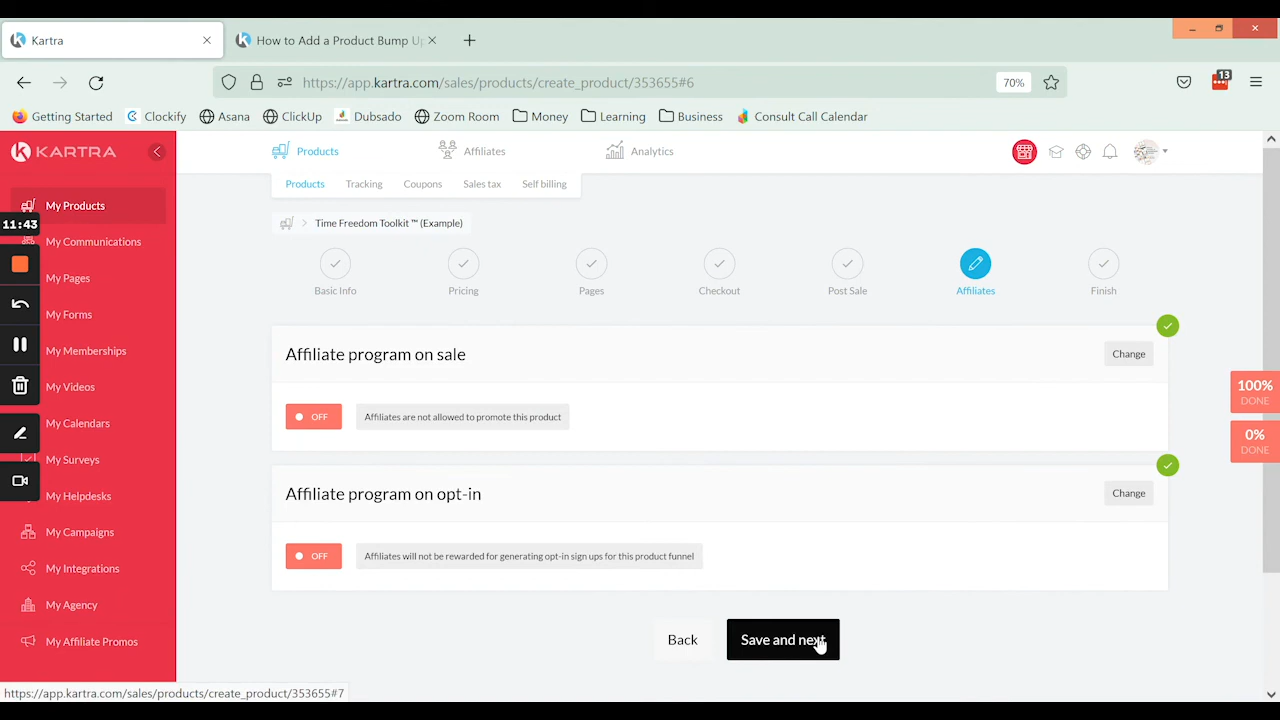 Kartra
How to Add a Product Bump Up
https://app.kartra.com/sales/products/create_product/353655#6
70%
13
Getting Started
Clockify
Asana
ClickUp
Dubsado
Zoom Room
Money
Learning
Business
Consult Call Calendar
KARTRA
Products
Affiliates
Analytics
Products
Tracking
Coupons
Sales tax
Self billing
My Products
11:43
My Communications
My Pages
My Forms
My Memberships
My Videos
My Calendars
My Surveys
My Helpdesks
My Campaigns
My Integrations
My Agency
My Affiliate Promos
Time Freedom Toolkit ™ (Example)
Basic Info
Pricing
Pages
Checkout
Post Sale
Affiliates
Finish
Affiliate program on sale
Change
OFF
Affiliates are not allowed to promote this product
Affiliate program on opt-in
Change
OFF
Affiliates will not be rewarded for generating opt-in sign ups for this product funnel
Back
Save and next
100%
DONE
0%
DONE
https://app.kartra.com/sales/products/create_product/353655#7